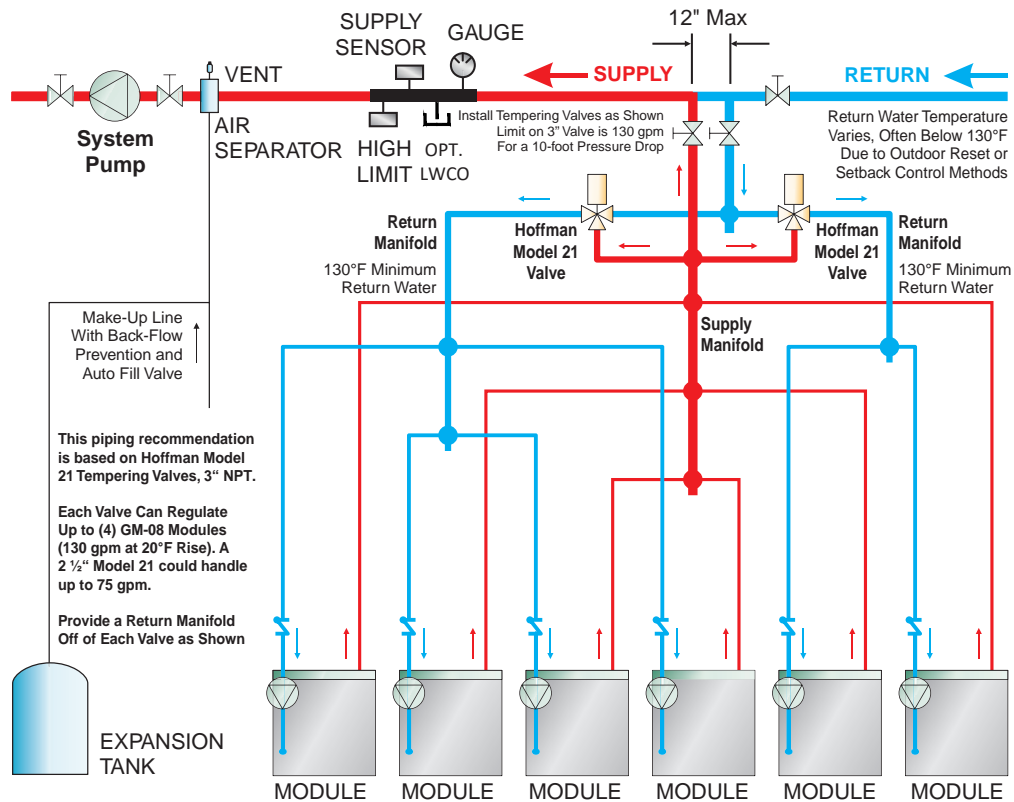 12" Max
SUPPLY
SENSOR
GAUGE
VENT
SUPPLY
RETURN
System
Pump
AIR
SEPARATOR
HIGH
LIMIT
OPT.
LWCO
Install Tempering Valves as Shown
Limit on 3” Valve is 130 gpm
For a 10-foot Pressure Drop
Return Water Temperature
Varies, Often Below 130°F
Due to Outdoor Reset or
Setback Control Methods
Return
Manifold
130°F Minimum
Return Water
Hoffman
Model 21
Valve
Hoffman
Model 21
Valve
Return
Manifold
130°F Minimum
Return Water
Supply
Manifold
Make-Up Line
With Back-Flow
Prevention and
Auto Fill Valve
This piping recommendation
is based on Hoffman Model
21 Tempering Valves, 3“ NPT.
Each Valve Can Regulate
Up to (4) GM-08 Modules
(130 gpm at 20°F Rise). A
2 ½“ Model 21 could handle
up to 75 gpm.
Provide a Return Manifold
Off of Each Valve as Shown
EXPANSION
TANK
MODULE
MODULE
MODULE
MODULE
MODULE
MODULE